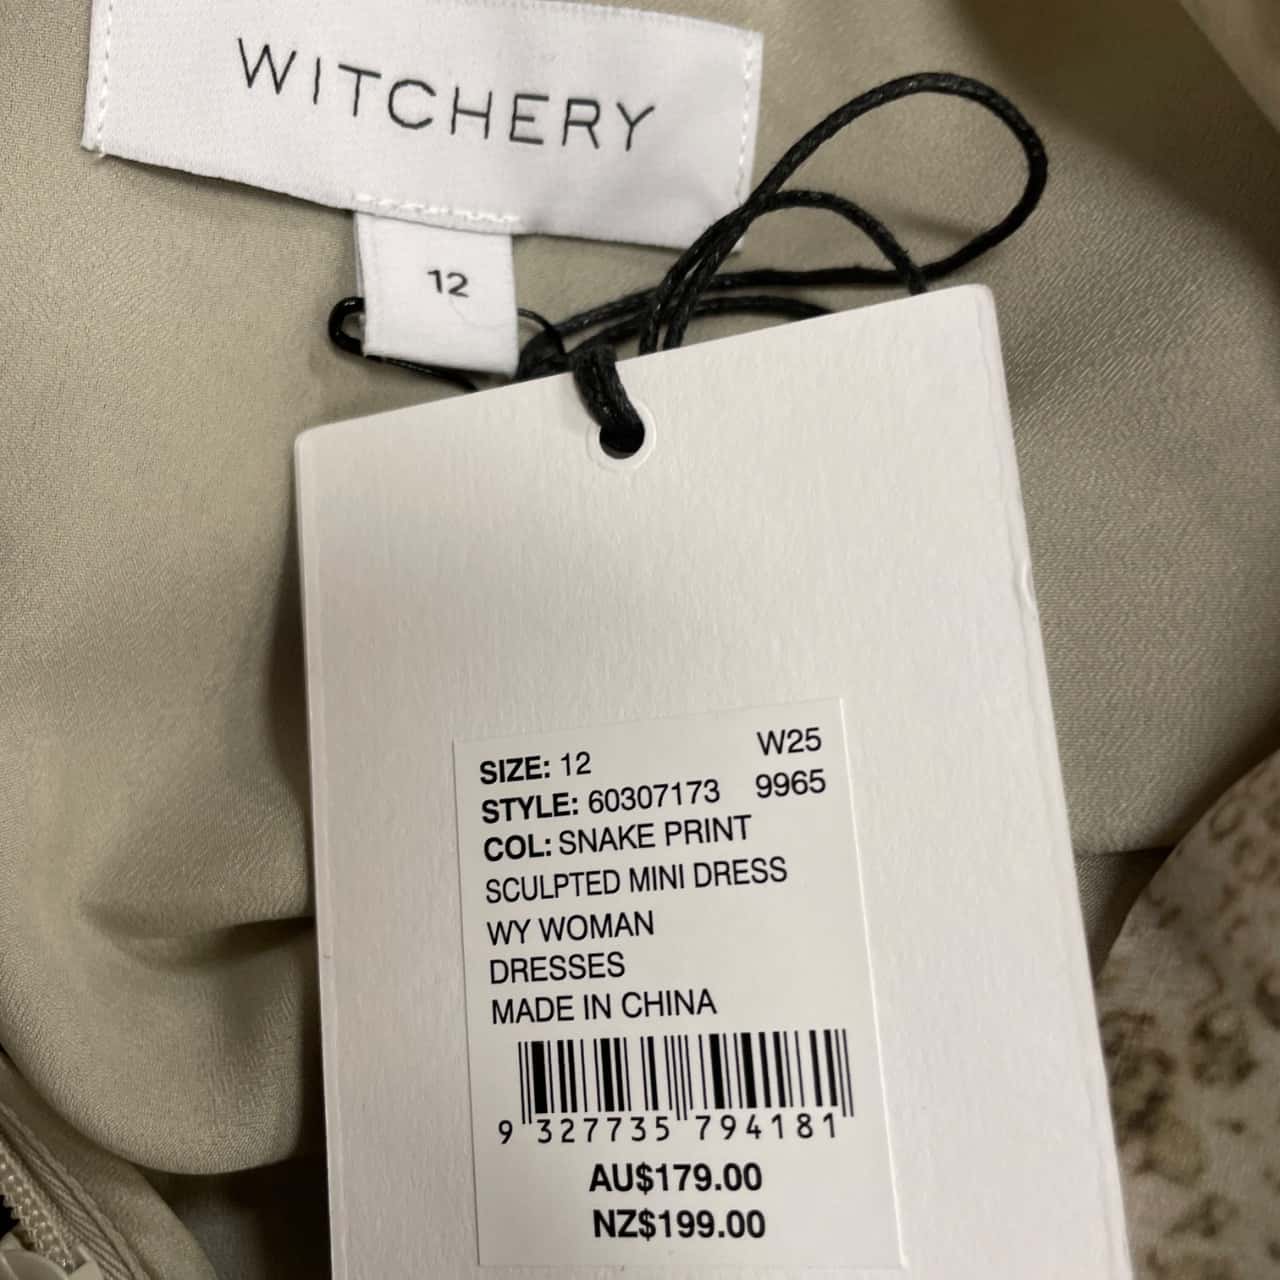 WITCHERY
12
SIZE: 12 W25
STYLE: 60307173 9965
COL: SNAKE PRINT
SCULPTED MINI DRESS
WY WOMAN
DRESSES
MADE IN CHINA
9 327735 794181
AU$179.00
NZ$199.00